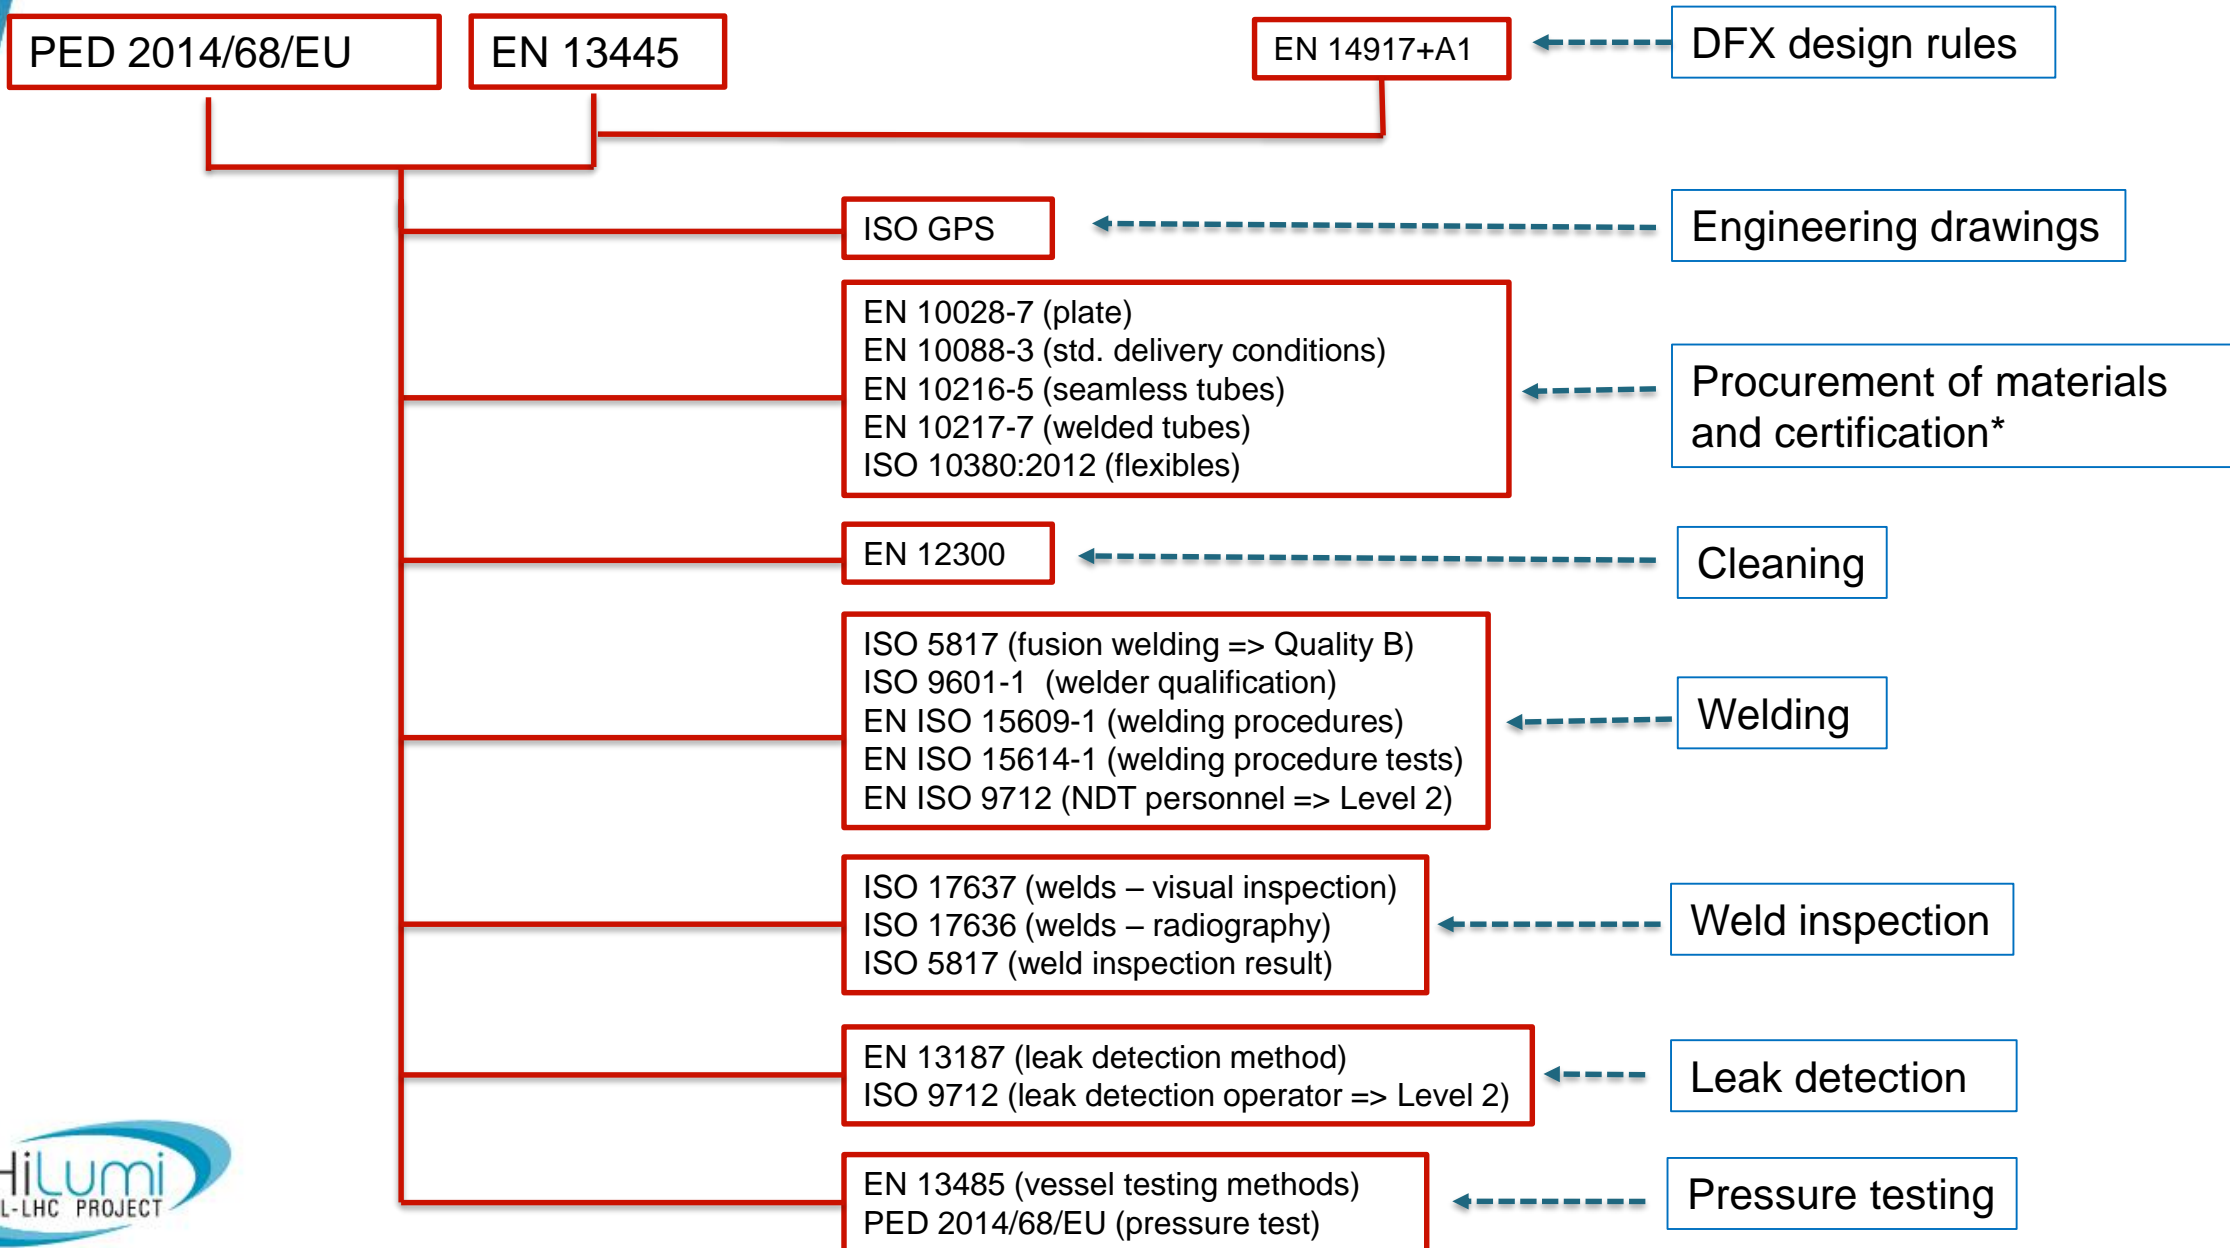 PED 2014/68/EU
EN 13445
EN 14917+A1
DFX design rules
ISO GPS
Engineering drawings
EN 10028-7 (plate)
EN 10088-3 (std. delivery conditions)
EN 10216-5 (seamless tubes)
EN 10217-7 (welded tubes)
ISO 10380:2012 (flexibles)
Procurement of materials
and certification*
EN 12300
Cleaning
ISO 5817 (fusion welding => Quality B)
ISO 9601-1 (welder qualification)
EN ISO 15609-1 (welding procedures)
EN ISO 15614-1 (welding procedure tests)
EN ISO 9712 (NDT personnel => Level 2)
Welding
ISO 17637 (welds – visual inspection)
ISO 17636 (welds – radiography)
ISO 5817 (weld inspection result)
Weld inspection
EN 13187 (leak detection method)
ISO 9712 (leak detection operator => Level 2)
Leak detection
EN 13485 (vessel testing methods)
PED 2014/68/EU (pressure test)
Pressure testing
HiLumi
L-LHC PROJECT